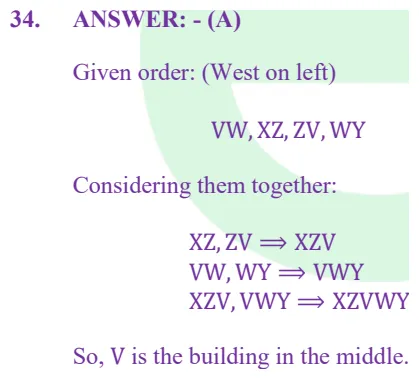 34. ANSWER: - (A)
Given order: (West on left)
VW, XZ, ZV, WY
Considering them together:
XZ, ZV ⟹ XZV
VW, WY ⟹ VWY
XZV, VWY ⟹ XZVWY
So, V is the building in the middle.